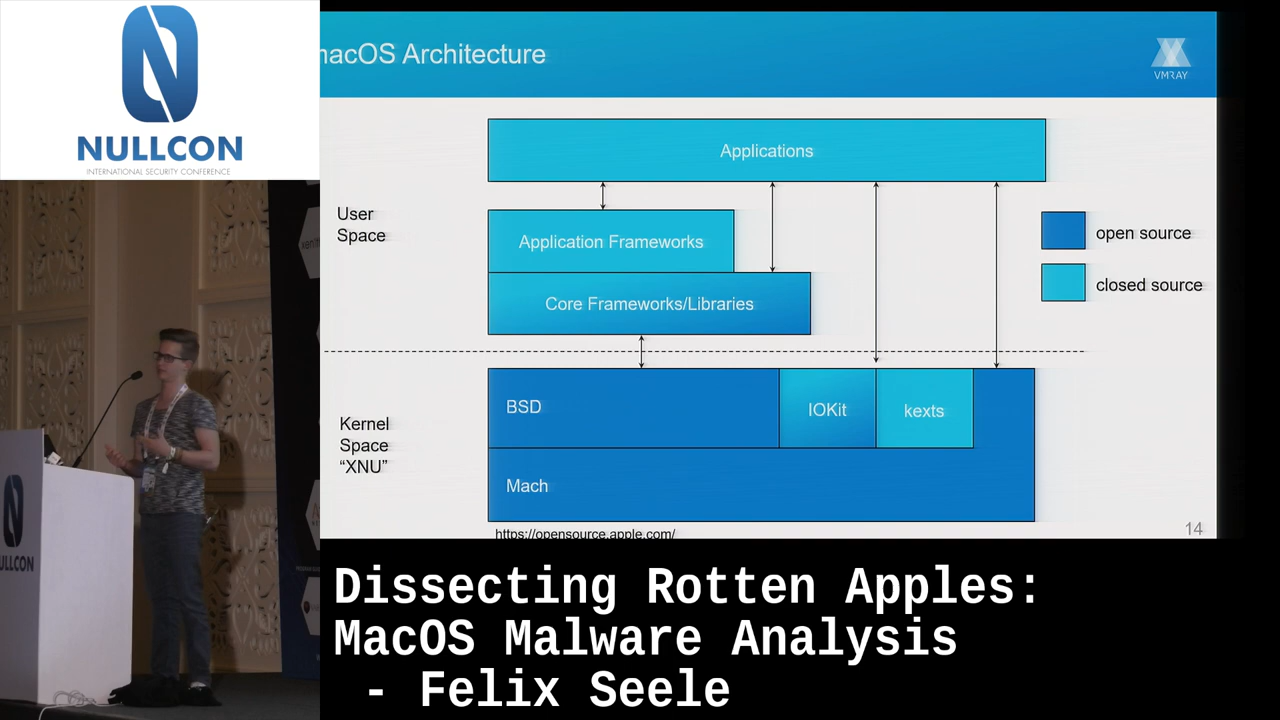 NULLCON
INTERNATIONAL SECURITY CONFERENCE
macOS Architecture
VMRAY
Applications
User
Space
Application Frameworks
Core Frameworks/Libraries
open source
closed source
Kernel
Space
“XNU”
BSD
IOKit
kexts
Mach
https://opensource.apple.com/
14
Dissecting Rotten Apples:
MacOS Malware Analysis
- Felix Seele